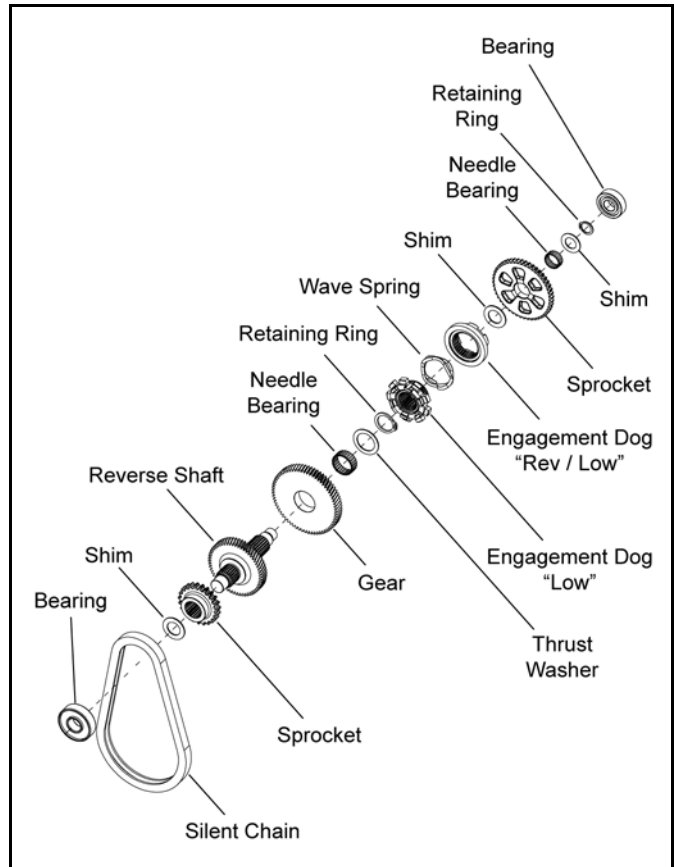 Bearing
Retaining
Ring
Needle
Bearing
Shim
Wave Spring
Shim
Retaining Ring
Sprocket
Needle
Bearing
Engagement Dog
“Rev / Low”
Reverse Shaft
Gear
Engagement Dog
“Low”
Shim
Bearing
Thrust
Washer
Sprocket
Silent Chain